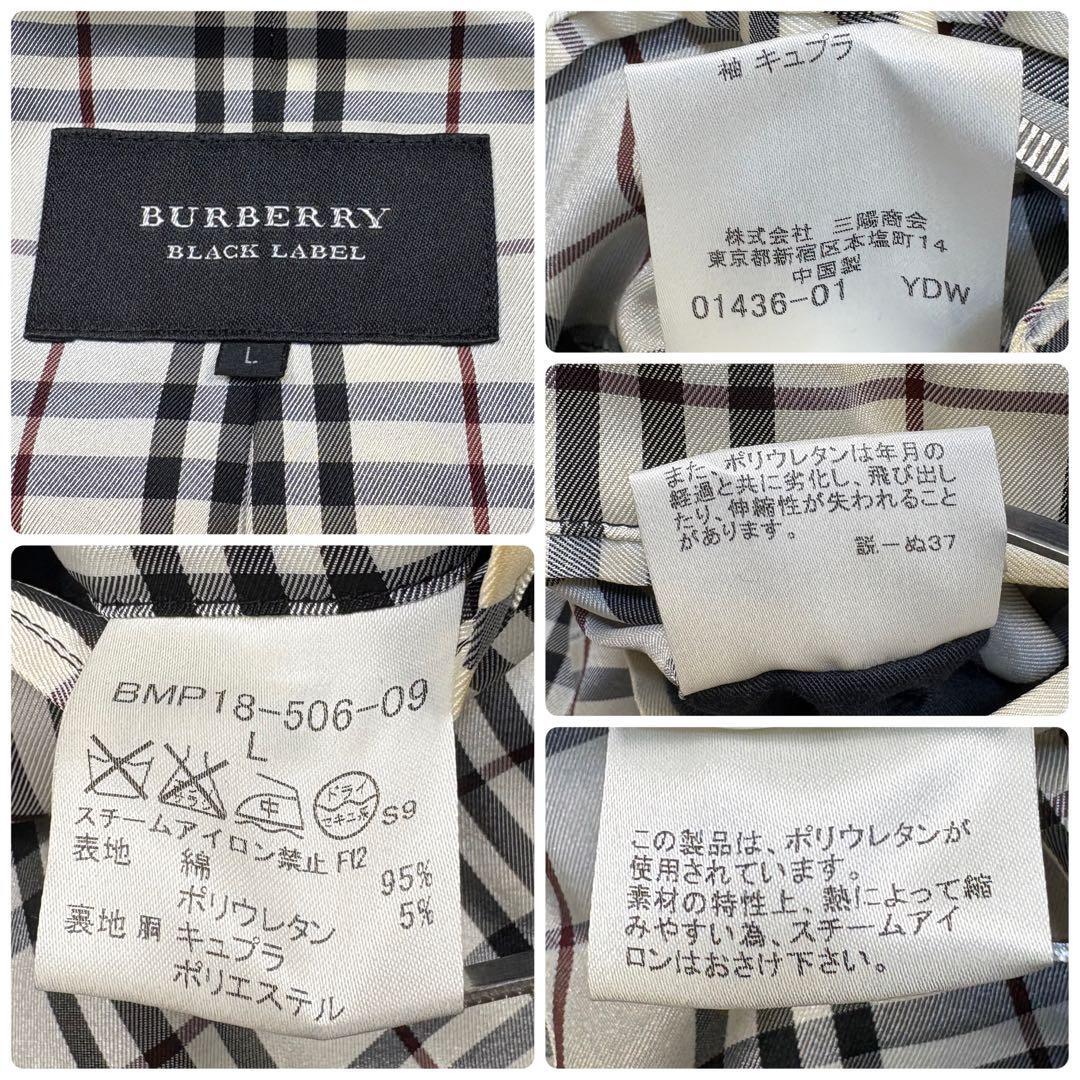 BURBERRY
BLACK LABEL
L
袖 キュプラ
株式会社 三陽商会
東京都新宿区本塩町14
中国製
01436-01 YDW
また、ポリウレタンは年月の
経過と共に劣化し、飛び出し
たり、伸縮性が失われること
があります。
説－ぬ37
BMP18-506-09
L
エンソ
サラシ
中
ドライ
セキユ系
S9
スチームアイロン禁止 F12
表地 綿 95%
ポリウレタン 5%
裏地 胴 キュプラ
ポリエステル
この製品は、ポリウレタンが
使用されています。
素材の特性上、熱によって縮
みやすい為、スチームアイ
ロンはおさけ下さい。